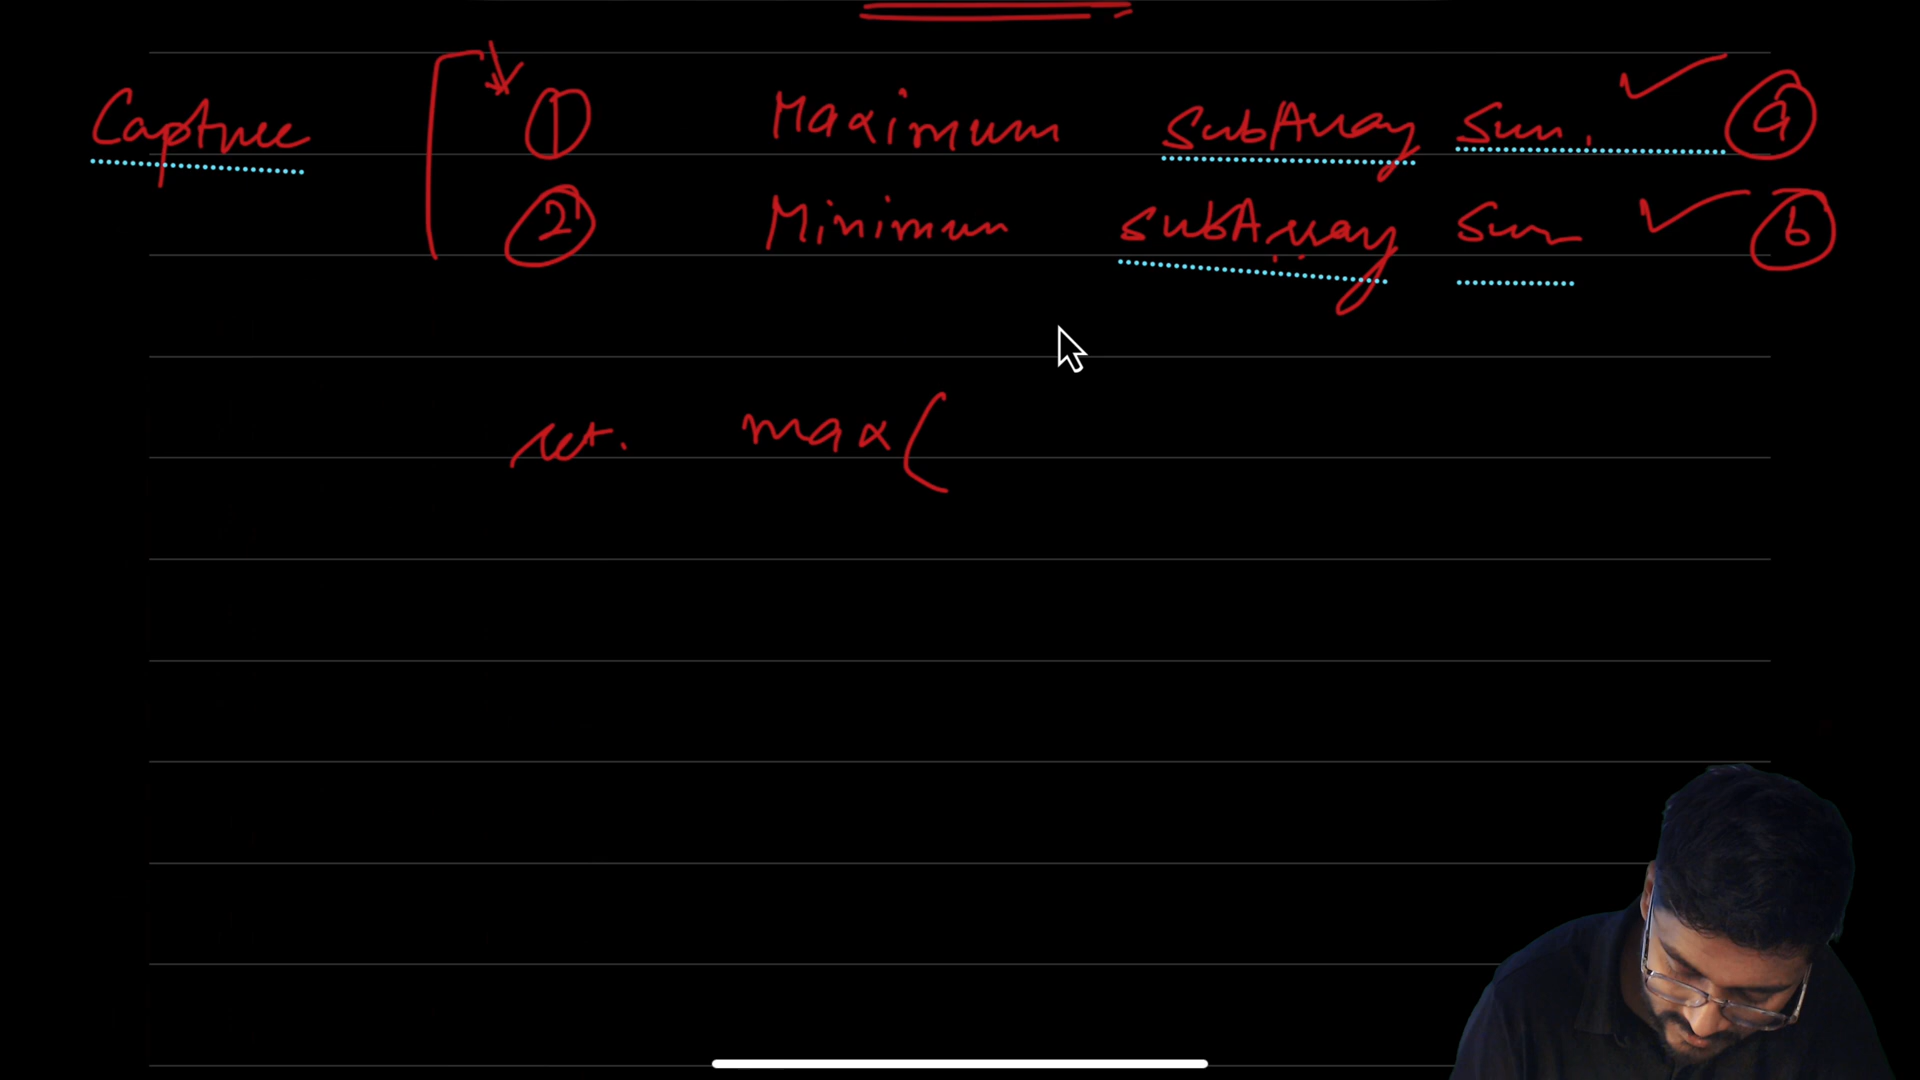 Capture ① Maximum SubArray Sum. ✓ ⓐ
② Minimum SubArray Sum ✓ ⓑ
ret. max(